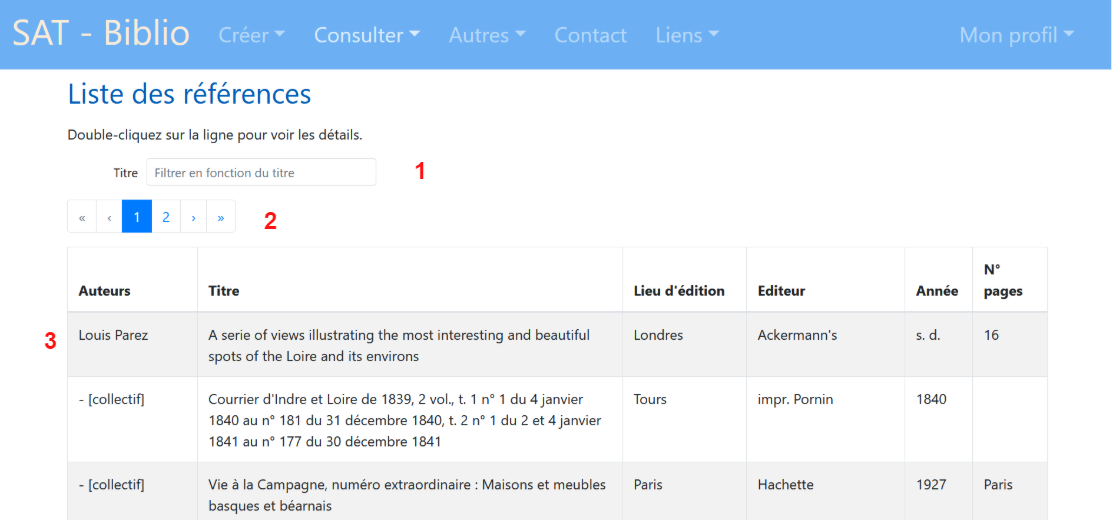 SAT - Biblio Créer Consulter Autres Contact Liens Mon profil
Liste des références
Double-cliquez sur la ligne pour voir les détails.
Titre Filtrer en fonction du titre 1
« ‹ 1 2 › » 2
N°
Auteurs Titre Lieu d'édition Editeur Année pages
3 Louis Parez A serie of views illustrating the most interesting and beautiful Londres Ackermann's s. d. 16
spots of the Loire and its environs
- [collectif] Courrier d'Indre et Loire de 1839, 2 vol., t. 1 n° 1 du 4 janvier Tours impr. Pornin 1840
1840 au n° 181 du 31 décembre 1840, t. 2 n° 1 du 2 et 4 janvier
1841 au n° 177 du 30 décembre 1841
- [collectif] Vie à la Campagne, numéro extraordinaire : Maisons et meubles Paris Hachette 1927 Paris
basques et béarnais